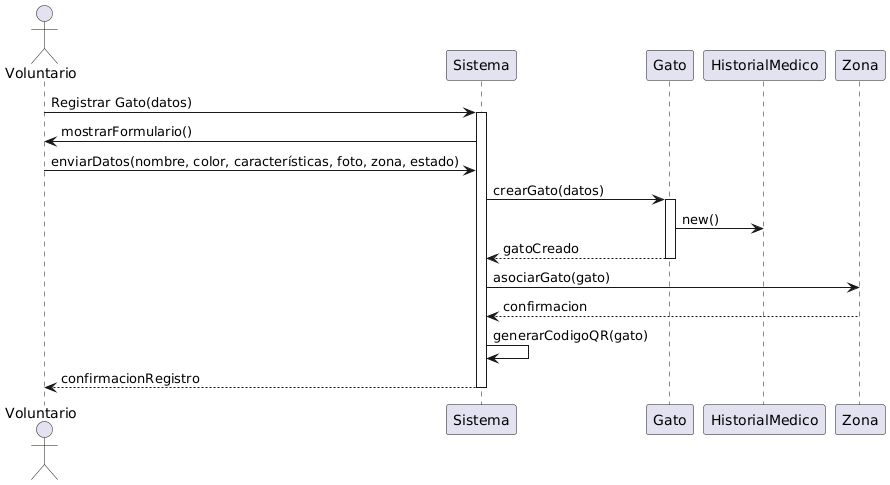 Voluntario
Sistema
Gato
HistorialMedico
Zona
Registrar Gato(datos)
mostrarFormulario()
enviarDatos(nombre, color, características, foto, zona, estado)
crearGato(datos)
new()
gatoCreado
asociarGato(gato)
confirmacion
generarCodigoQR(gato)
confirmacionRegistro
Voluntario
Sistema
Gato
HistorialMedico
Zona